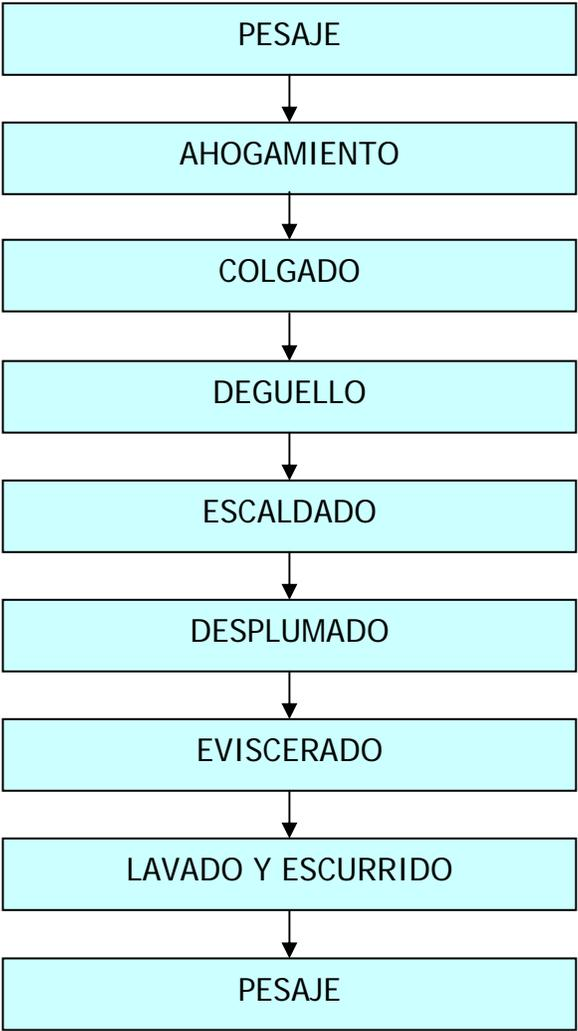 PESAJE
AHOGAMIENTO
COLGADO
DEGUELLO
ESCALDADO
DESPLUMADO
EVISCERADO
LAVADO Y ESCURRIDO
PESAJE